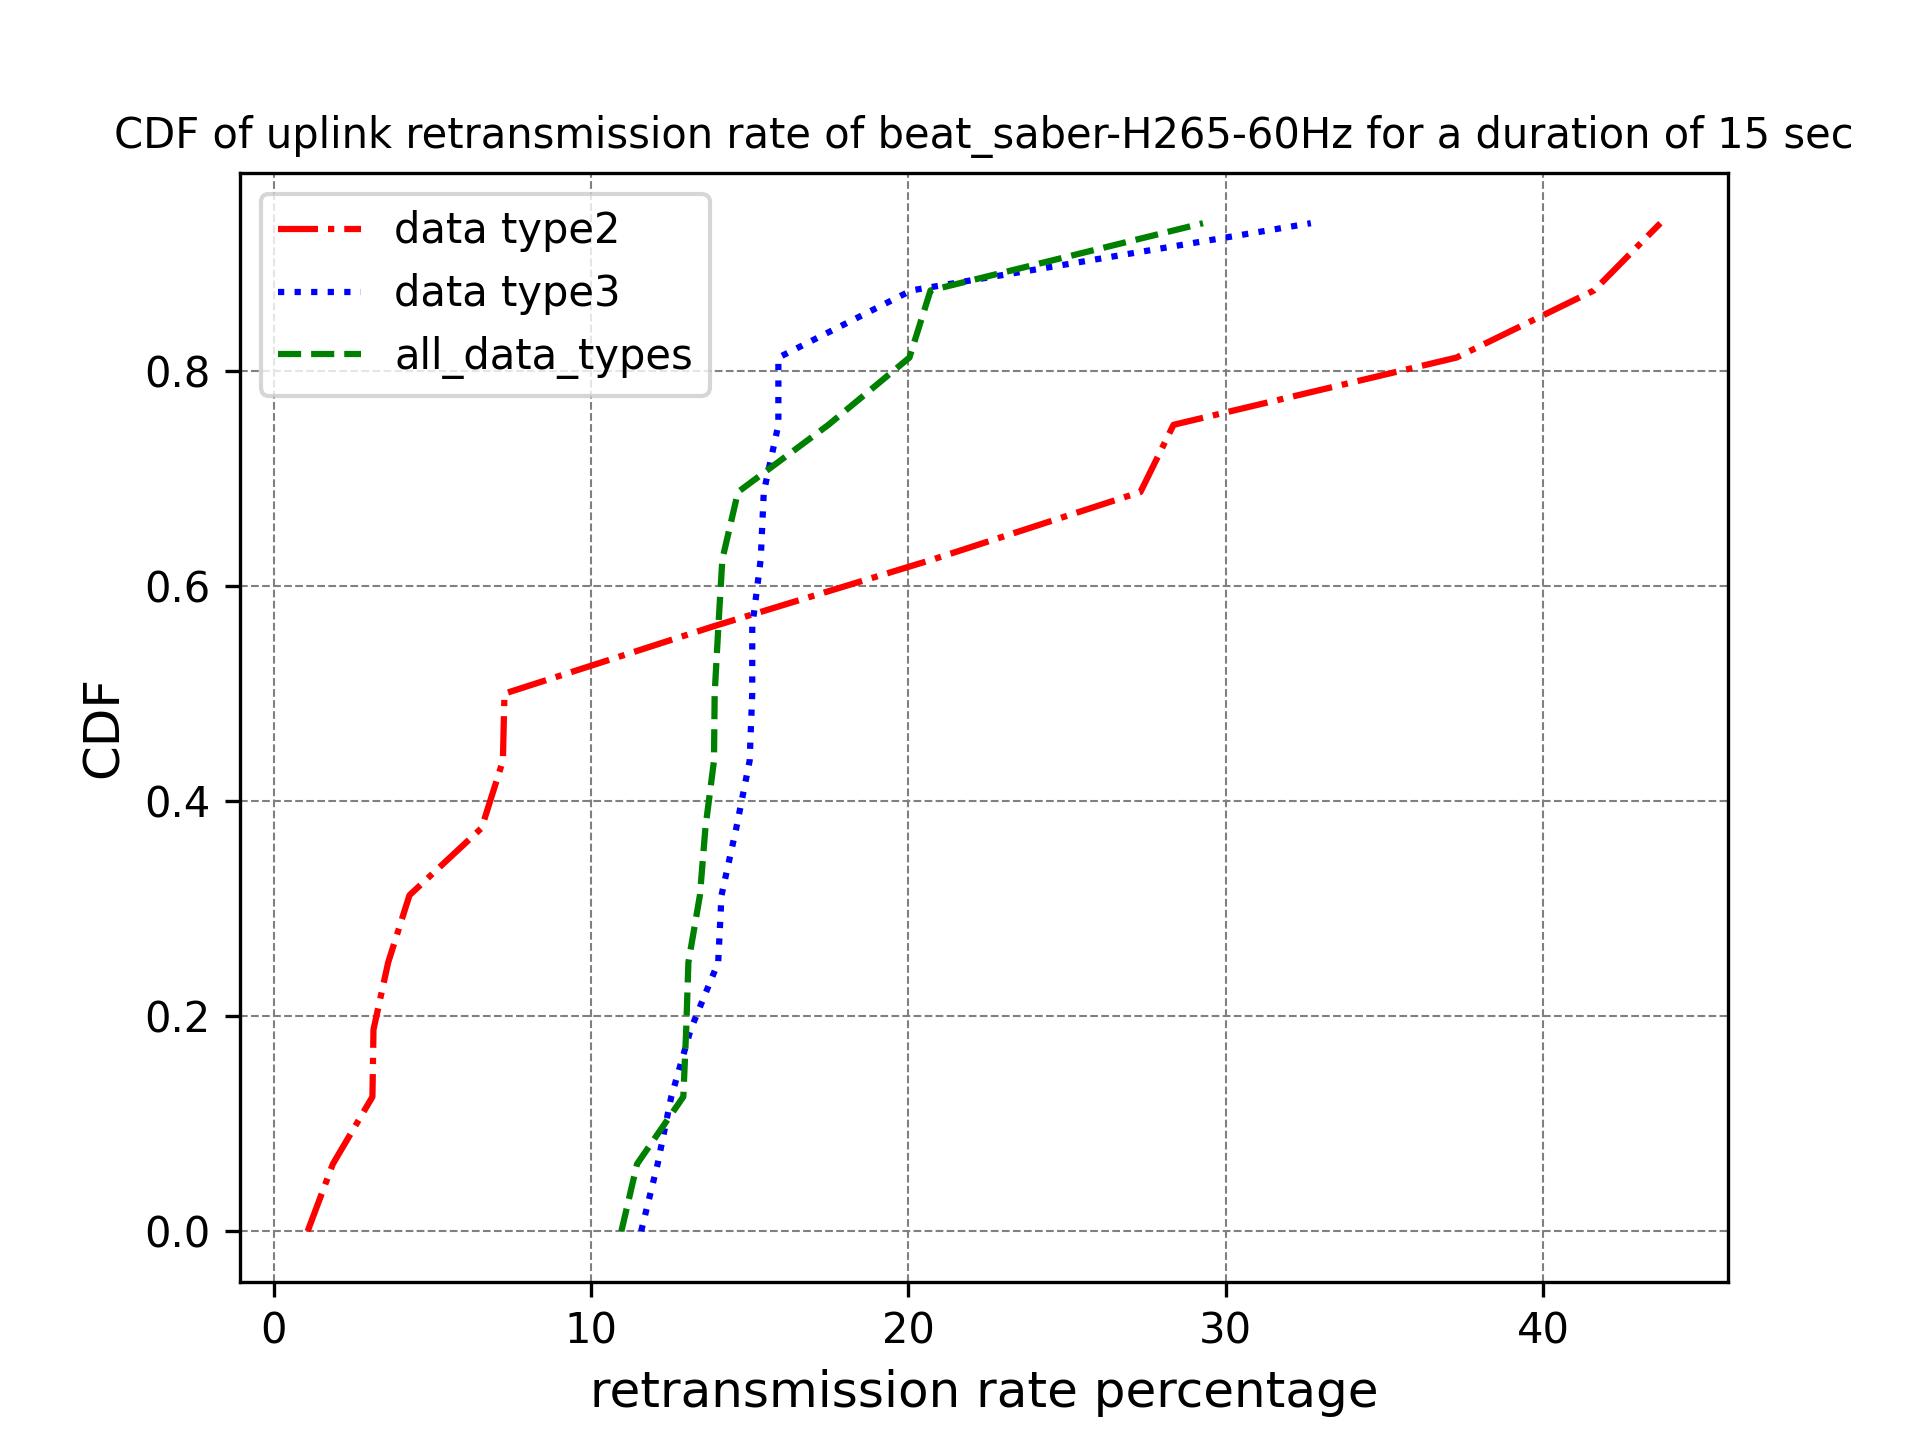 CDF of uplink retransmission rate of beat_saber-H265-60Hz for a duration of 15 sec
data type2
data type3
all_data_types
CDF
0.8
0.6
0.4
0.2
0.0
0 10 20 30 40
retransmission rate percentage